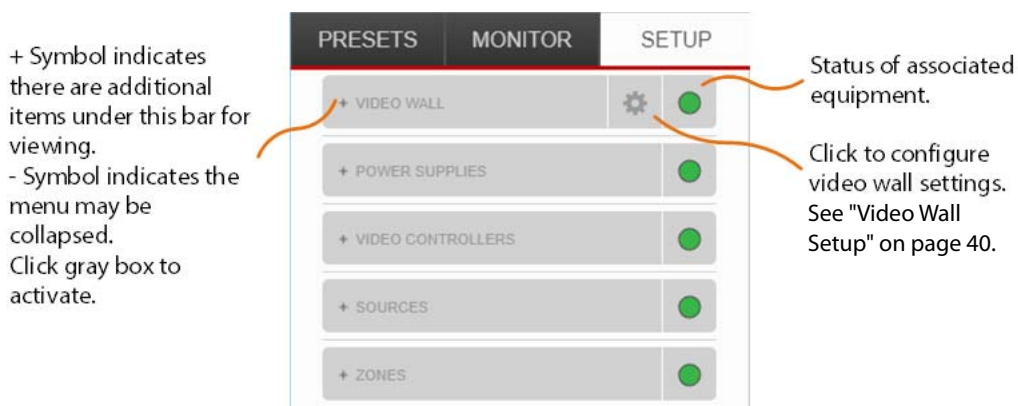 + Symbol indicates
there are additional
items under this bar for
viewing.
- Symbol indicates the
menu may be
collapsed.
Click gray box to
activate.
PRESETS MONITOR SETUP
+ VIDEO WALL
+ POWER SUPPLIES
+ VIDEO CONTROLLERS
+ SOURCES
+ ZONES
Status of associated
equipment.
Click to configure
video wall settings.
See "Video Wall
Setup" on page 40.